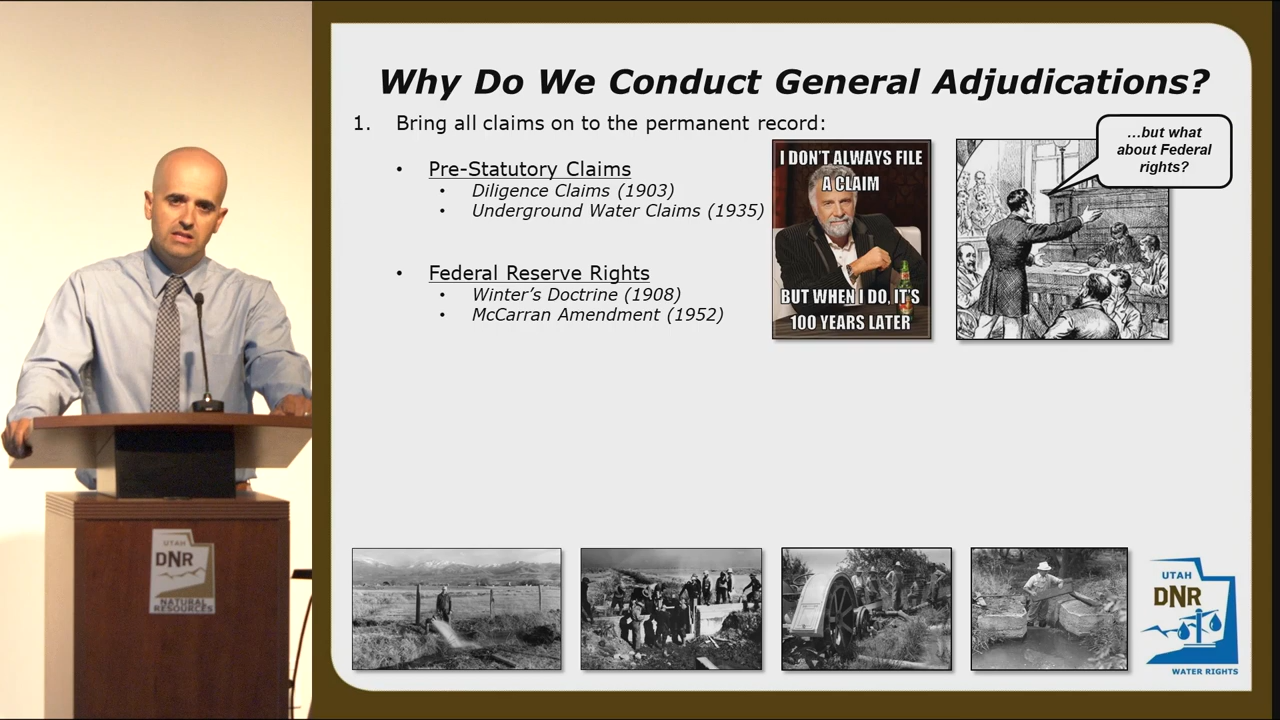 Why Do We Conduct General Adjudications?
1. Bring all claims on to the permanent record:
• Pre-Statutory Claims
• Diligence Claims (1903)
• Underground Water Claims (1935)
• Federal Reserve Rights
• Winter's Doctrine (1908)
• McCarran Amendment (1952)
I DON'T ALWAYS FILE
A CLAIM
BUT WHEN I DO, IT'S
100 YEARS LATER
...but what
about Federal
rights?
UTAH
DNR
NATURAL
RESOURCES
UTAH
DNR
WATER RIGHTS